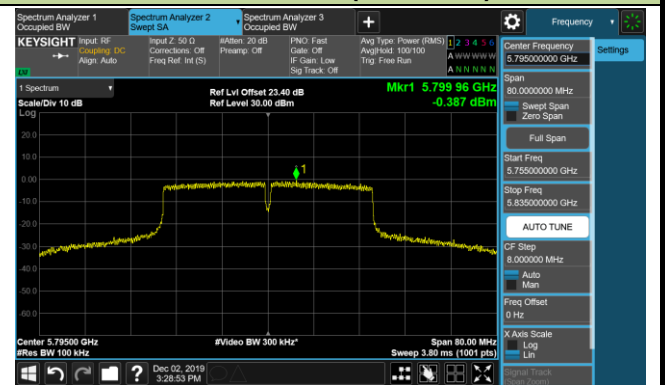 Spectrum Analyzer 1
Occupied BW
Spectrum Analyzer 2
Swept SA
Spectrum Analyzer 3
Occupied BW
+
Frequency
KEYSIGHT
Input: RF
Coupling: DC
Align: Auto
Input Z: 50 Ω
Corrections: Off
Freq Ref: Int (S)
#Atten: 20 dB
Preamp: Off
PNO: Fast
Gate: Off
IF Gain: Low
Sig Track: Off
Avg Type: Power (RMS)
Avg|Hold: 100/100
Trig: Free Run
1 2 3 4 5 6
A W W W W W
A N N N N N
LXI
1 Spectrum
Scale/Div 10 dB
Log
Ref Lvl Offset 23.40 dB
Ref Level 30.00 dBm
Mkr1 5.799 96 GHz
-0.387 dBm
20.0
10.0
0.00
-10.0
-20.0
-30.0
-40.0
-50.0
-60.0
1
Center 5.79500 GHz
#Res BW 100 kHz
#Video BW 300 kHz*
Span 80.00 MHz
Sweep 3.80 ms (1001 pts)
Center Frequency
5.795000000 GHz
Settings
Span
80.0000000 MHz
Swept Span
Zero Span
Full Span
Start Freq
5.755000000 GHz
Stop Freq
5.835000000 GHz
AUTO TUNE
CF Step
8.000000 MHz
Auto
Man
Freq Offset
0 Hz
X Axis Scale
Log
Lin
Signal Track
(Span Zoom)
?
Dec 02, 2019
3:28:53 PM